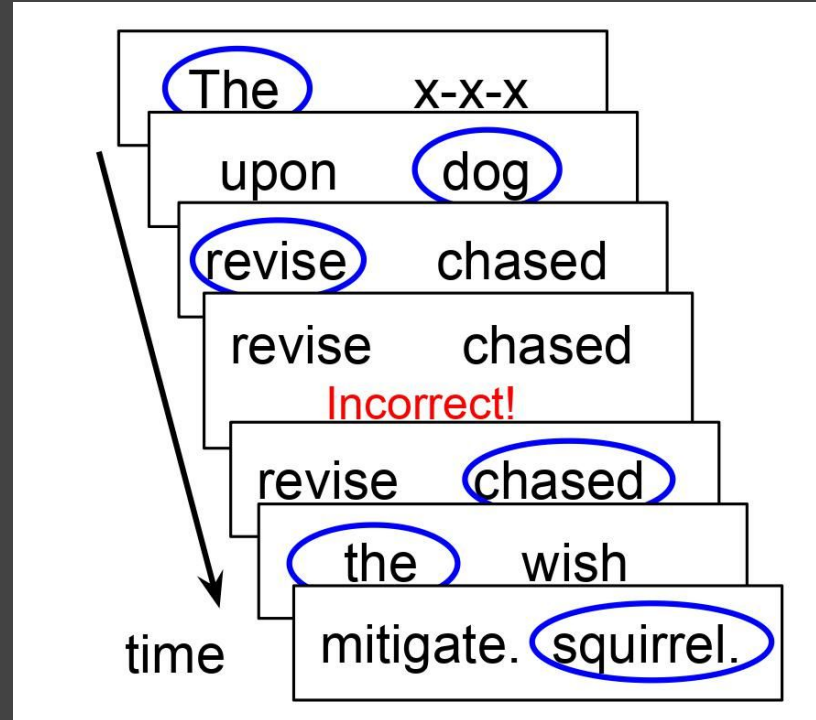 The x-x-x
upon dog
revise chased
revise chased
Incorrect!
revise chased
the wish
mitigate. squirrel.
time